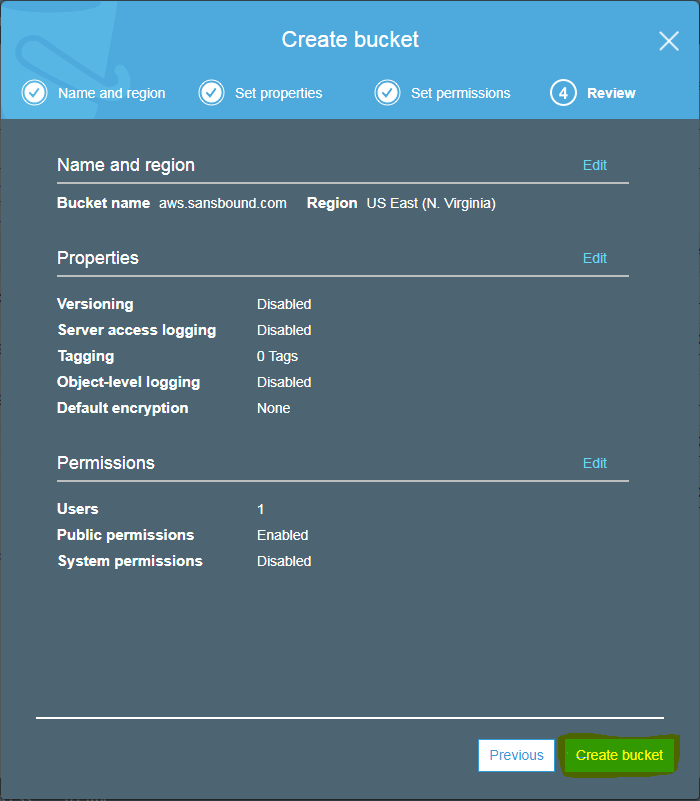 Create bucket
Name and region Set properties Set permissions 4 Review
Name and region Edit
Bucket name aws.sansbound.com Region US East (N. Virginia)
Properties Edit
Versioning Disabled
Server access logging Disabled
Tagging 0 Tags
Object-level logging Disabled
Default encryption None
Permissions Edit
Users 1
Public permissions Enabled
System permissions Disabled
Previous Create bucket